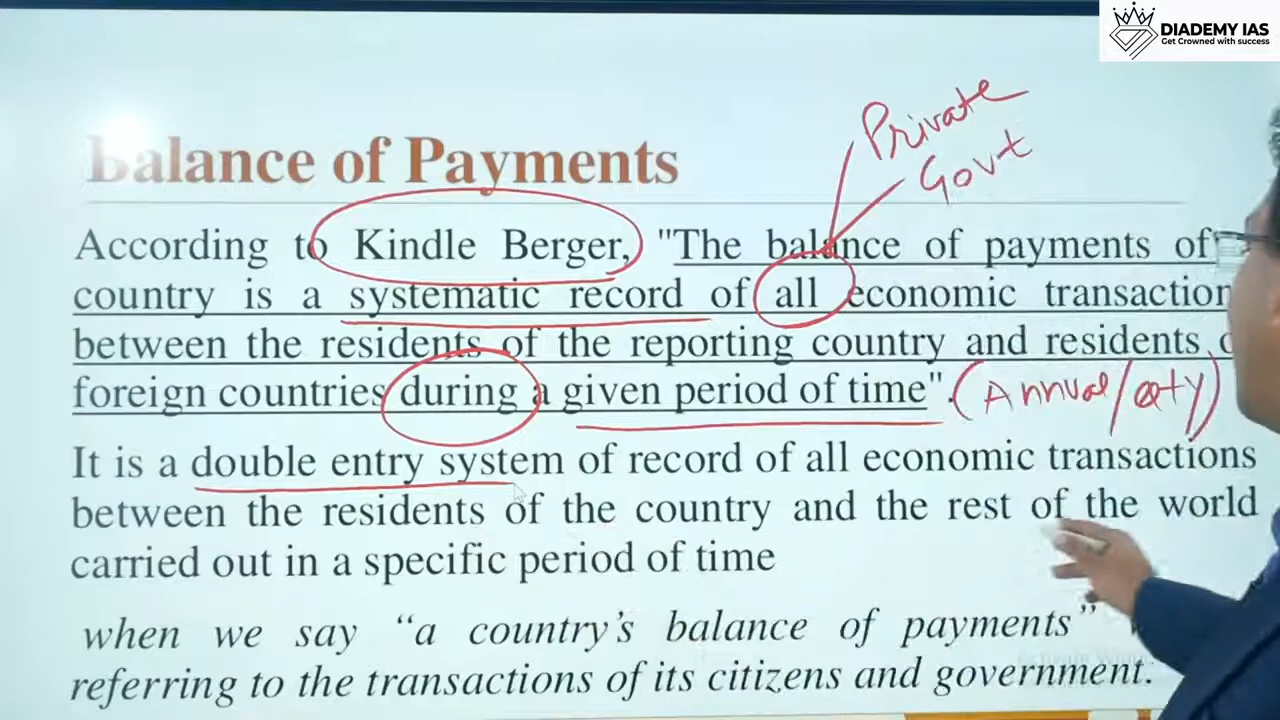 DIADEMY IAS
Get Crowned with success
Private
Govt
Balance of Payments
According to Kindle Berger, "The balance of payments of
country is a systematic record of all economic transaction
between the residents of the reporting country and residents
foreign countries during a given period of time". (Annual/Qty)
It is a double entry system of record of all economic transactions
between the residents of the country and the rest of the world
carried out in a specific period of time
when we say “a country’s balance of payments”
referring to the transactions of its citizens and government.